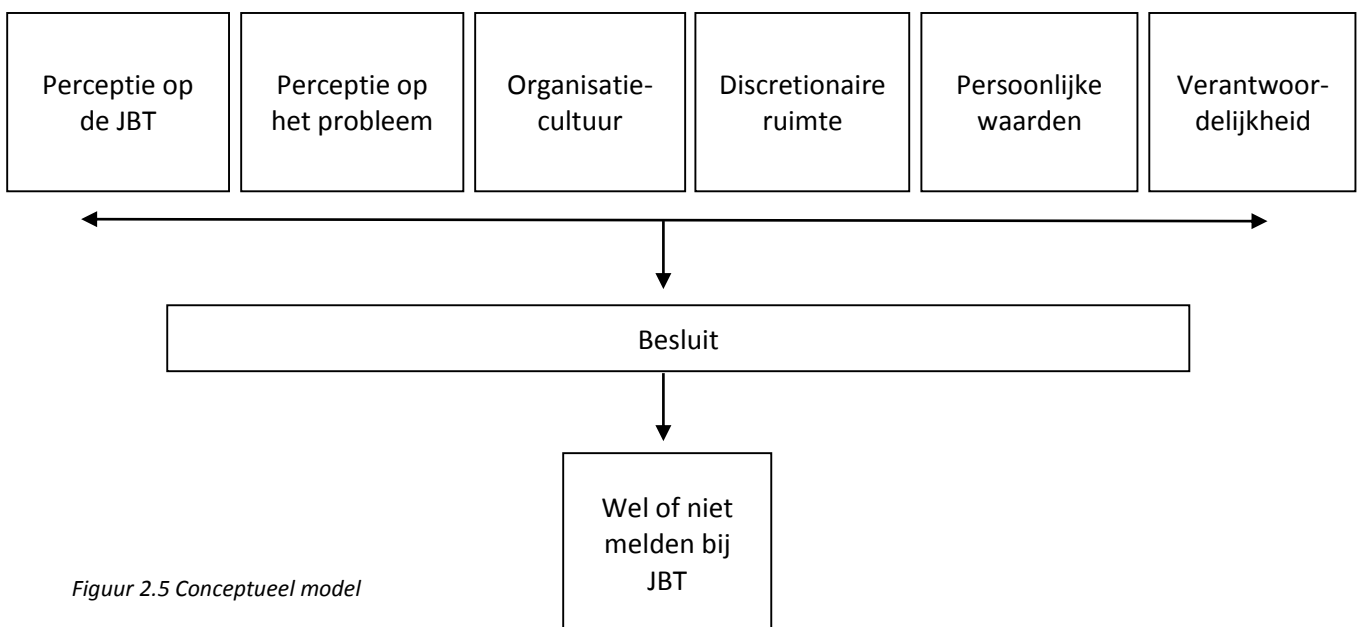 Perceptie op
de JBT
Perceptie op
het probleem
Organisatie-
cultuur
Discretionaire
ruimte
Persoonlijke
waarden
Verantwoor-
delijkheid
Besluit
Wel of niet
melden bij
JBT
Figuur 2.5 Conceptueel model